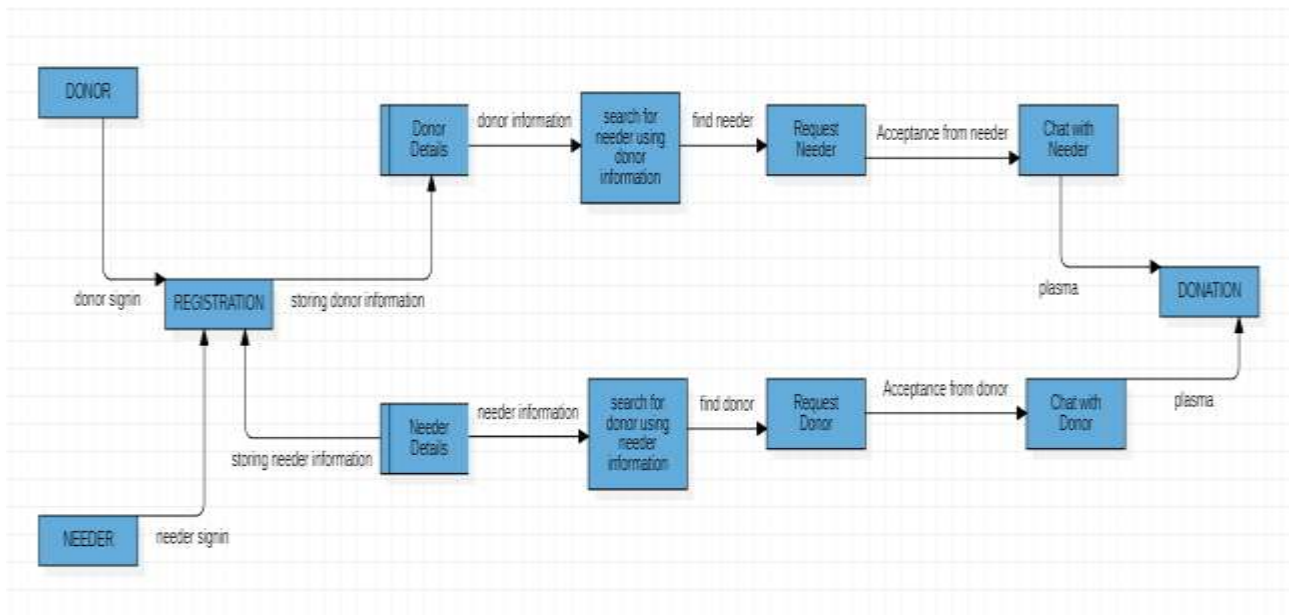 DONOR
Donor
Details
donor information
search for
needer using
donor
information
find needer
Request
Needer
Acceptance from needer
Chat with
Needer
donor signin
REGISTRATION
storing donor information
plasma
DONATION
NEEDER
needer signin
storing needer information
Needer
Details
needer information
search for
donor using
needer
information
find donor
Request
Donor
Acceptance from donor
Chat with
Donor
plasma